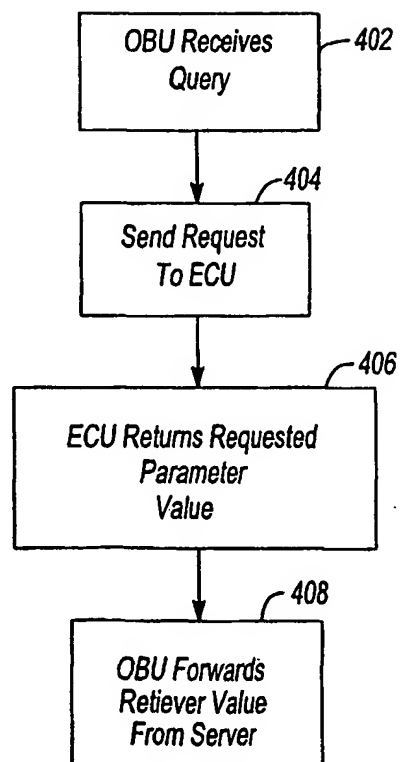 OBU Receives
Query
402
404
Send Request
To ECU
406
ECU Returns Requested
Parameter
Value
408
OBU Forwards
Retiever Value
From Server